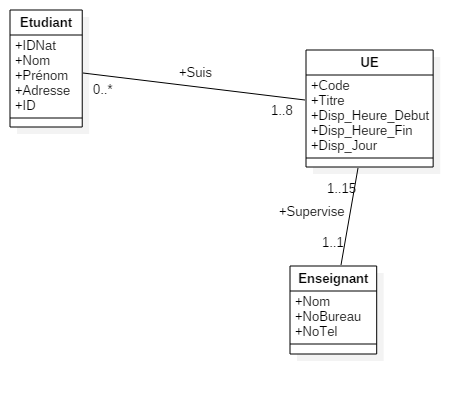 Etudiant
+IDNat
+Nom
+Prénom
+Adresse
+ID
+Suis
0..*
1..8
UE
+Code
+Titre
+Disp_Heure_Debut
+Disp_Heure_Fin
+Disp_Jour
1..15
+Supervise
1..1
Enseignant
+Nom
+NoBureau
+NoTel